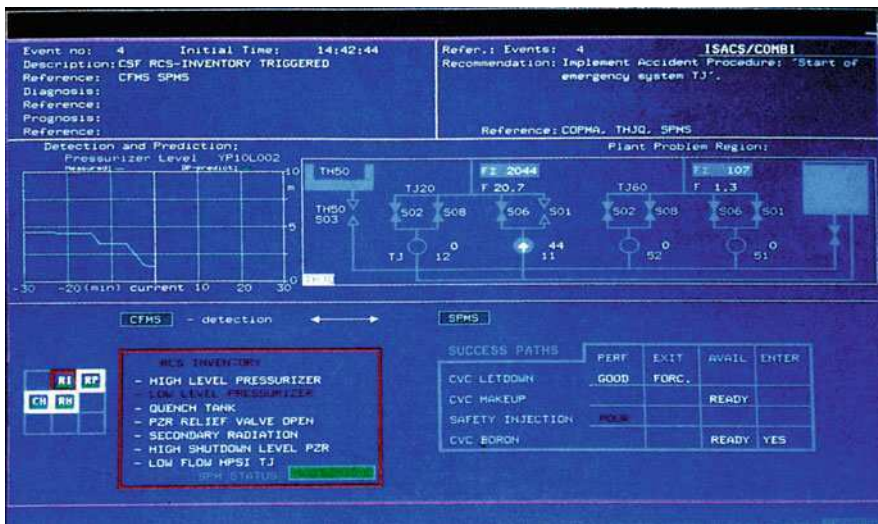 Event no: 4 Initial Time: 14:42:44
Description: CSF RCS-INVENTORY TRIGGERED
Reference: CFMS SPMS
Diagnosis:
Reference:
Prognosis:
Reference:
Refer.: Events: 4 ISACS/COMBI
Recommendation: Implement Accident Procedure: "Start of
emergency system TJ".
Reference: COPMA, THJQ, SPMS
Detection and Prediction:
Pressurizer Level YP10L002
Measured: DP-predict:
10
m
5
0
-30 -20(min) current 10 20 30
Plant Problem Region:
TH50 FI 2044 FI 107
TJ20 F 20.7 TJ60 F 1.3
TH50
S03
S02 S08 S06 S01 S02 S08 S06 S01
TJ 0 44 0 0
12 11 52 51
CFMS - detection
SPMS
RI RP
CH RH
RCS INVENTORY
- HIGH LEVEL PRESSURIZER
- LOW LEVEL PRESSURIZER
- QUENCH TANK
- PZR RELIEF VALVE OPEN
- SECONDARY RADIATION
- HIGH SHUTDOWN LEVEL PZR
- LOW FLOW HPSI TJ
SPM STATUS
SUCCESS PATHS PERF EXIT AVAIL ENTER
CVC LETDOWN GOOD FORC.
CVC MAKEUP READY
SAFETY INJECTION POOR
CVC BORON READY YES